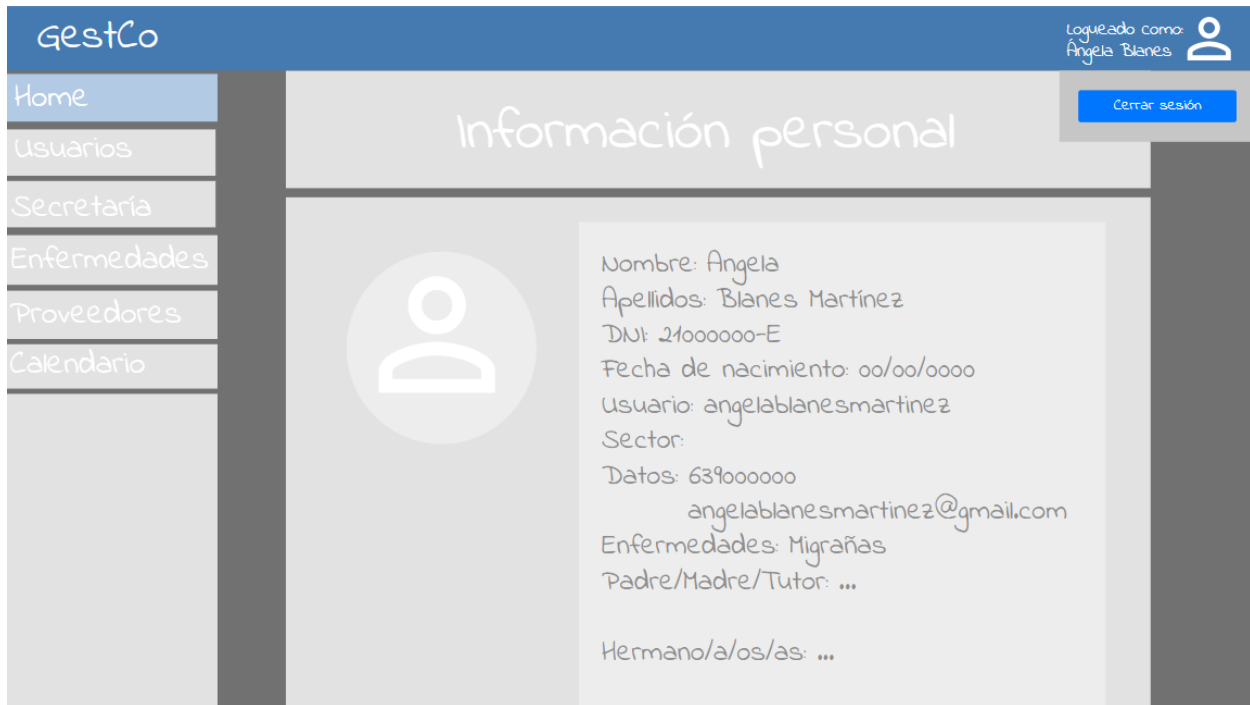 GestCo
Logueado como:
Ángela Blanes
Cerrar sesión
Home
Usuarios
Secretaría
Enfermedades
Proveedores
Calendario
Información personal
Nombre: Ángela
Apellidos: Blanes Martínez
DNI: 21000000-E
Fecha de nacimiento: 00/00/0000
Usuario: angelablanesmartinez
Sector:
Datos: 639000000
angelablanesmartinez@gmail.com
Enfermedades: Migrañas
Padre/Madre/Tutor: ...
Hermano/a/os/as: ...